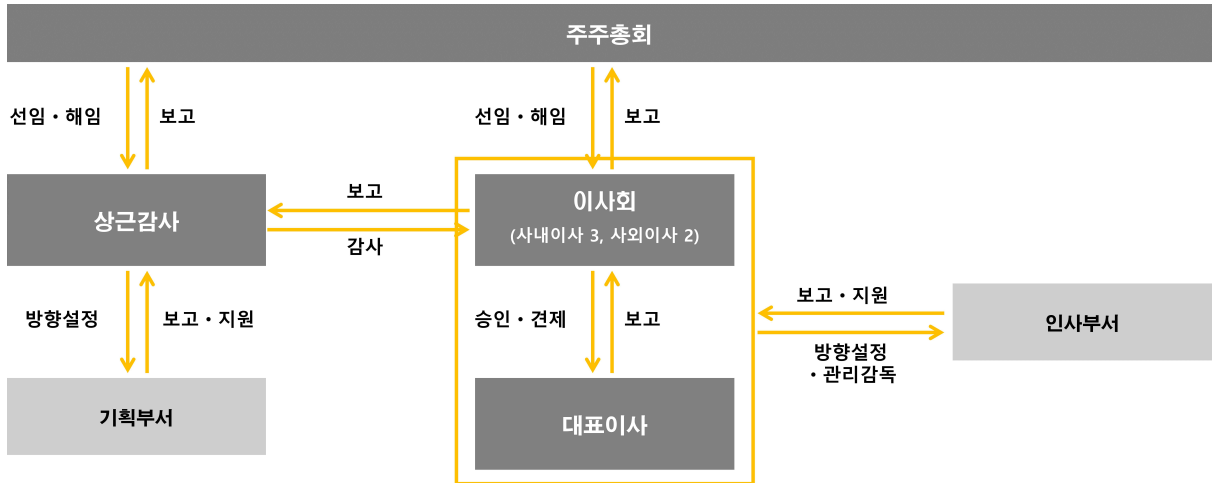 주주총회
선임・해임
보고
선임・해임
보고
상근감사
보고
감사
이사회
(사내이사 3, 사외이사 2)
방향설정
보고・지원
승인・견제
보고
보고・지원
방향설정
・관리감독
인사부서
기획부서
대표이사